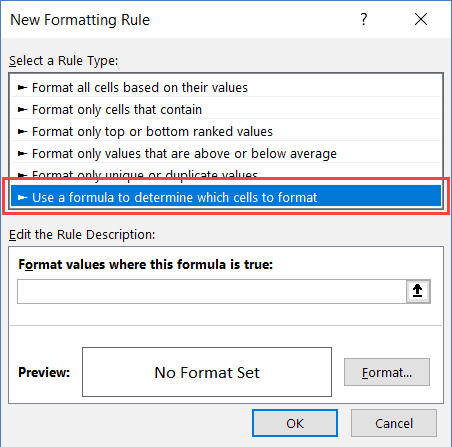 New Formatting Rule ? ×
Select a Rule Type:
► Format all cells based on their values
► Format only cells that contain
► Format only top or bottom ranked values
► Format only values that are above or below average
► Format only unique or duplicate values
► Use a formula to determine which cells to format
Edit the Rule Description:
Format values where this formula is true:
Preview: No Format Set Format...
OK Cancel